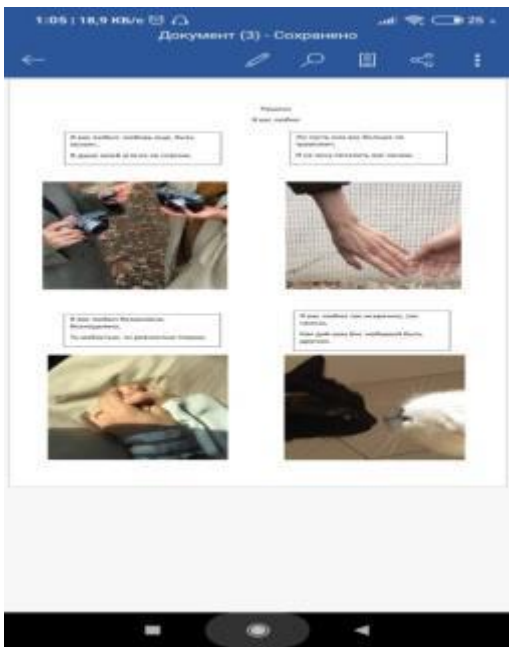 1:05 | 18,9 КБ/с
25
Документ (3) - Сохранено
Я вас любил
Я вас любил: любовь еще, быть
может,
В душе моей угасла не совсем;
Но пусть она вас больше не
тревожит;
Я не хочу печалить вас ничем.
Я вас любил безмолвно,
безнадежно,
То робостью, то ревностью томим;
Я вас любил так искренно, так
нежно,
Как дай вам бог любимой быть
другим.